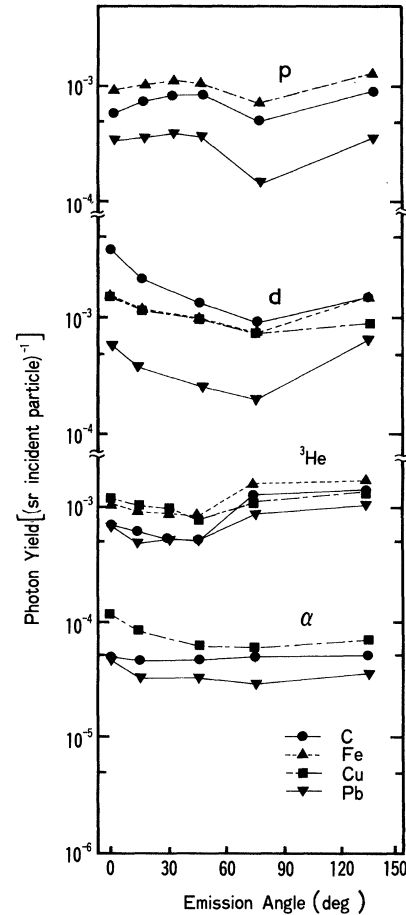 p
10⁻³
10⁻⁴
d
10⁻³
10⁻⁴
³He
10⁻³
α
10⁻⁴
10⁻⁵
10⁻⁶
Photon Yield [(sr incident particle)⁻¹]
C
Fe
Cu
Pb
0 30 60 90 120 150
Emission Angle (deg)